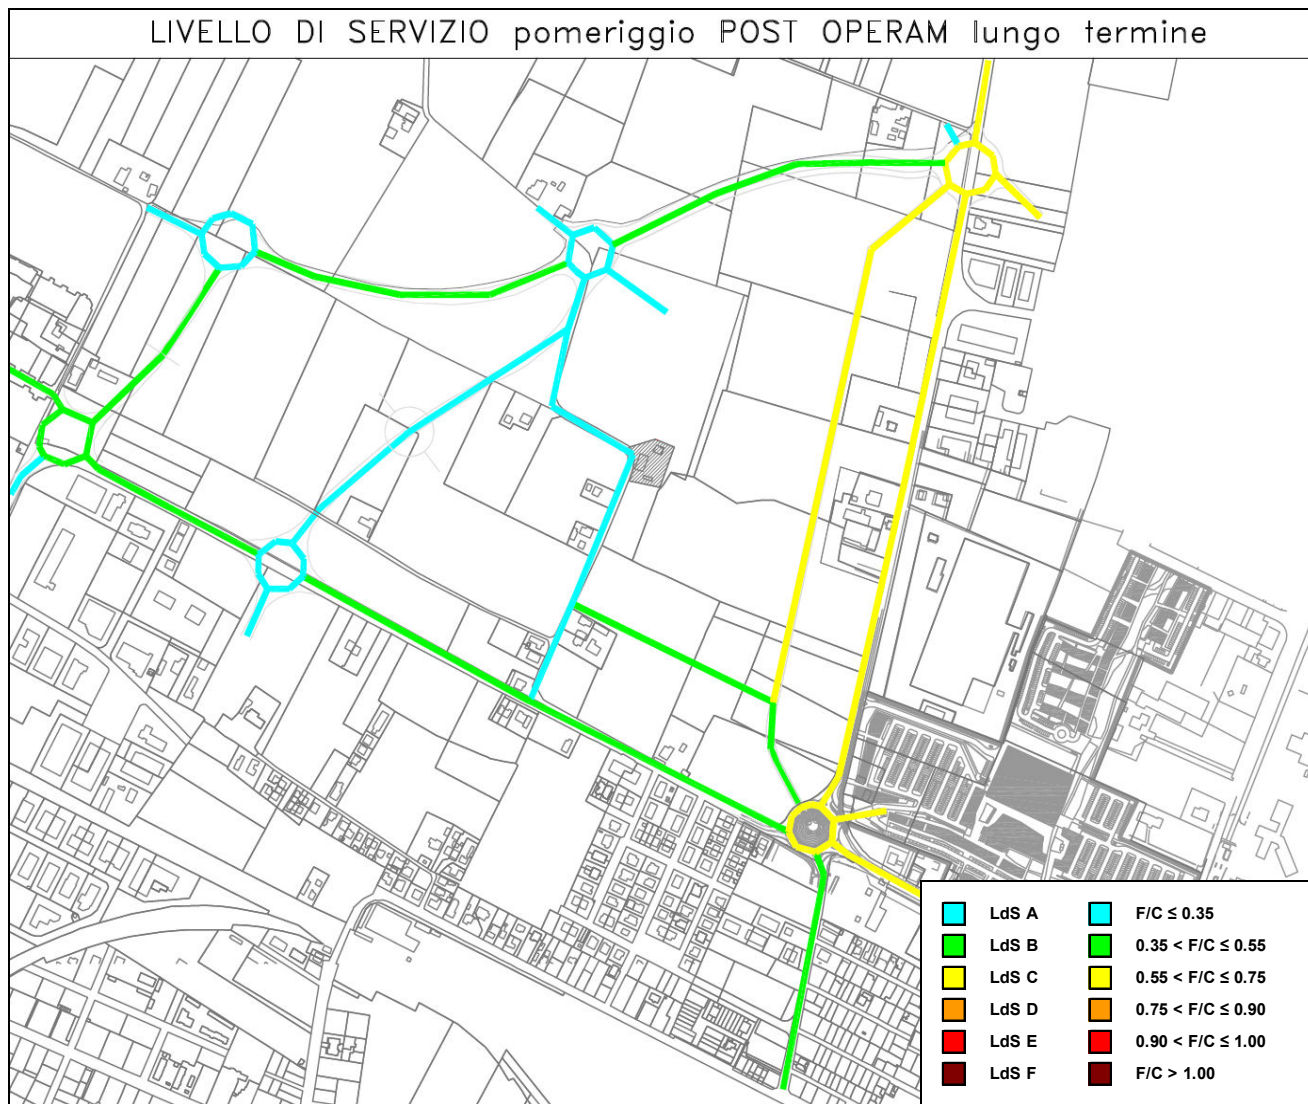 LIVELLO DI SERVIZIO pomeriggio POST OPERAM lungo termine
LdS A F/C ≤ 0.35
LdS B 0.35 < F/C ≤ 0.55
LdS C 0.55 < F/C ≤ 0.75
LdS D 0.75 < F/C ≤ 0.90
LdS E 0.90 < F/C ≤ 1.00
LdS F F/C > 1.00